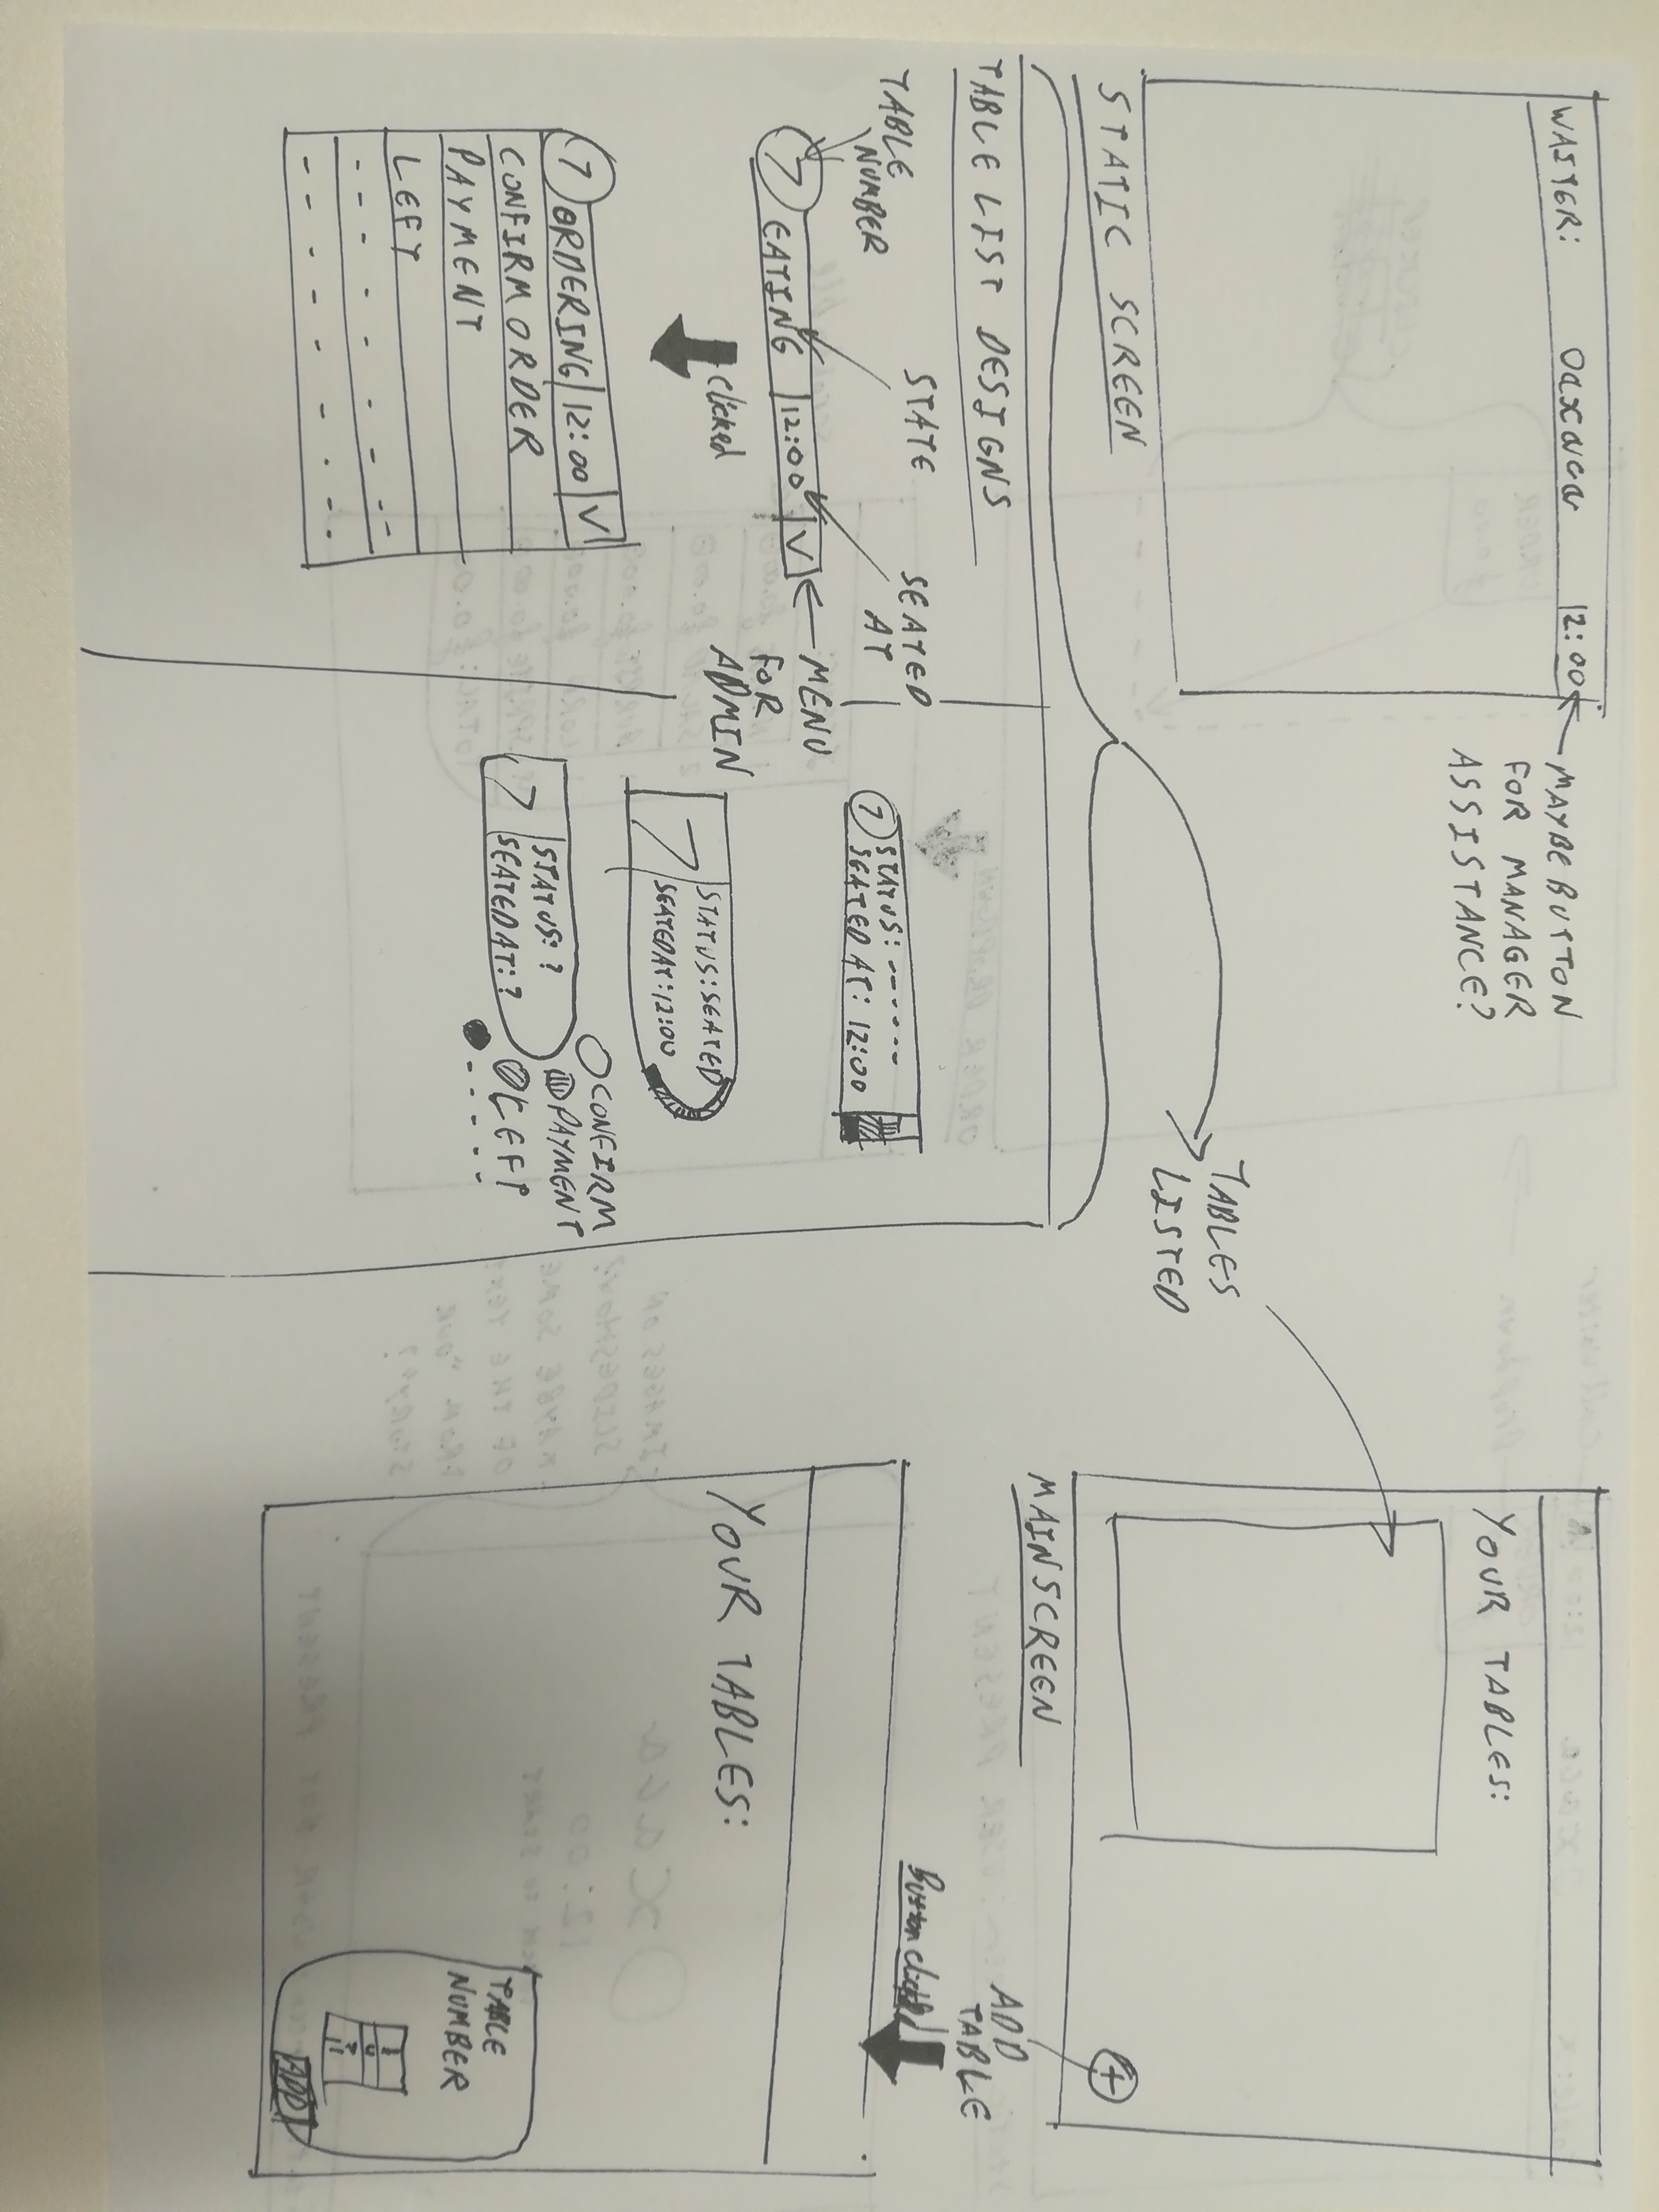 WAITER: Oaxaca 12:00
MAYBE BUTTON
FOR MANAGER
ASSISTANCE?
STATIC SCREEN
TABLES
LISTED
YOUR TABLES:
ADD
TABLE
+
MAINSCREEN
TABLE LIST DESIGNS
TABLE
NUMBER
STATE
SEATED
AT
7 EATING 12:00 V
MENU
FOR
ADMIN
clicked
7 ORDERING 12:00 V
CONFIRM ORDER
PAYMENT
LEFT
7 STATUS: ------
SEATED AT: 12:00
7 STATUS:SEATED
SEATED AT:12:00
7 STATUS:?
SEATED AT:?
CONFIRM
PAYMENT
LEFT
Button clicked
YOUR TABLES:
TABLE
NUMBER
ADD